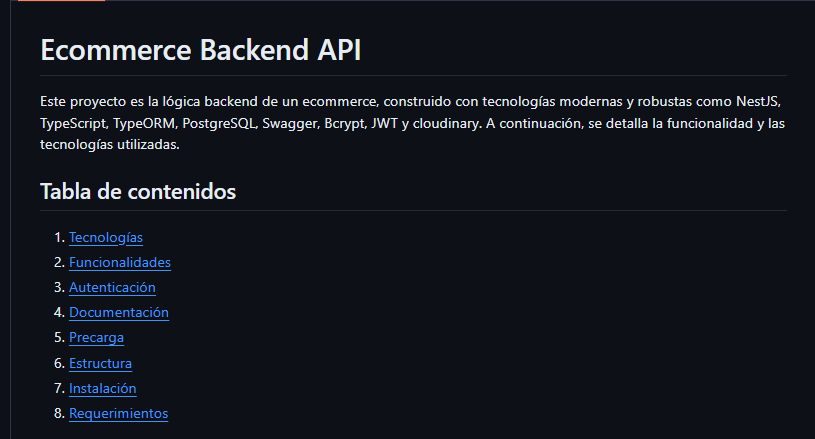 Ecommerce Backend API
Este proyecto es la lógica backend de un ecommerce, construido con tecnologías modernas y robustas como NestJS,
TypeScript, TypeORM, PostgreSQL, Swagger, Bcrypt, JWT y cloudinary. A continuación, se detalla la funcionalidad y las
tecnologías utilizadas.
Tabla de contenidos
1. Tecnologías
2. Funcionalidades
3. Autenticación
4. Documentación
5. Precarga
6. Estructura
7. Instalación
8. Requerimientos